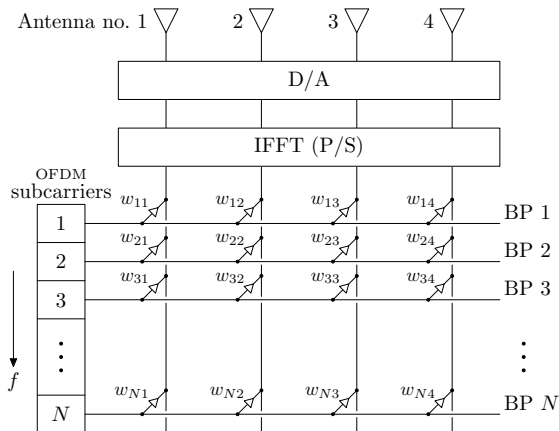 Antenna no. 1 2 3 4
D/A
IFFT (P/S)
OFDM
subcarriers
w11 w12 w13 w14
1 BP 1
w21 w22 w23 w24
2 BP 2
w31 w32 w33 w34
3 BP 3
f
wN1 wN2 wN3 wN4
N BP N